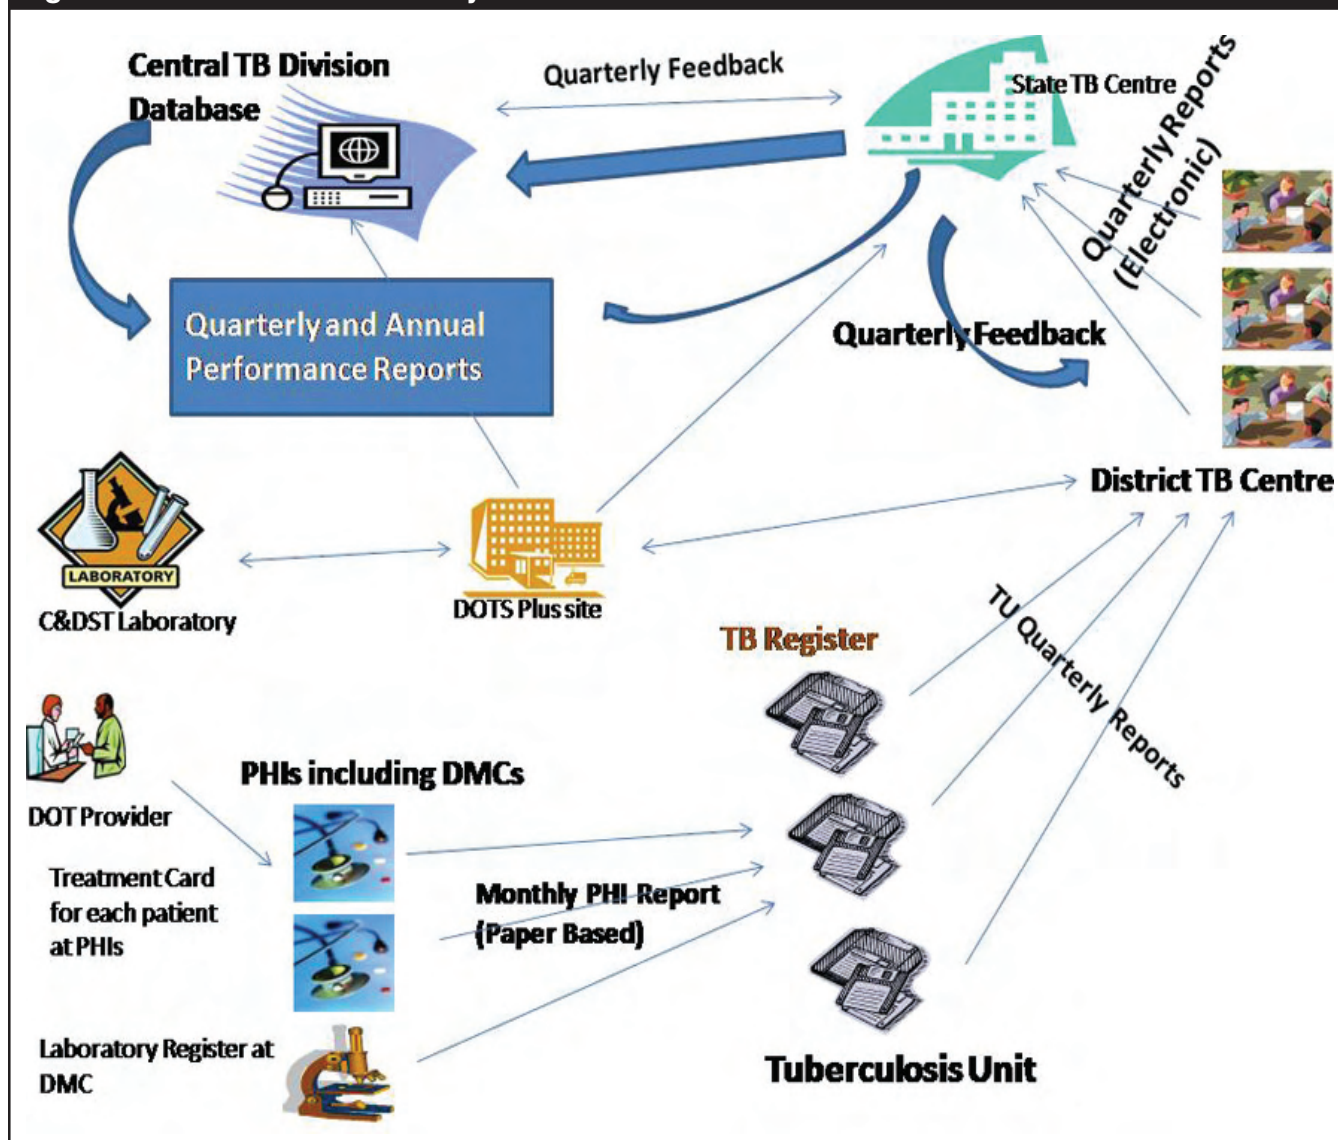 Central TB Division
Database
Quarterly Feedback
State TB Centre
Quarterly Reports
(Electronic)
Quarterly and Annual
Performance Reports
Quarterly Feedback
District TB Centre
LABORATORY
C&DST Laboratory
DOTS Plus site
TB Register
TU Quarterly Reports
DOT Provider
PHIs including DMCs
Treatment Card
for each patient
at PHIs
Monthly PHI Report
(Paper Based)
Laboratory Register at
DMC
Tuberculosis Unit